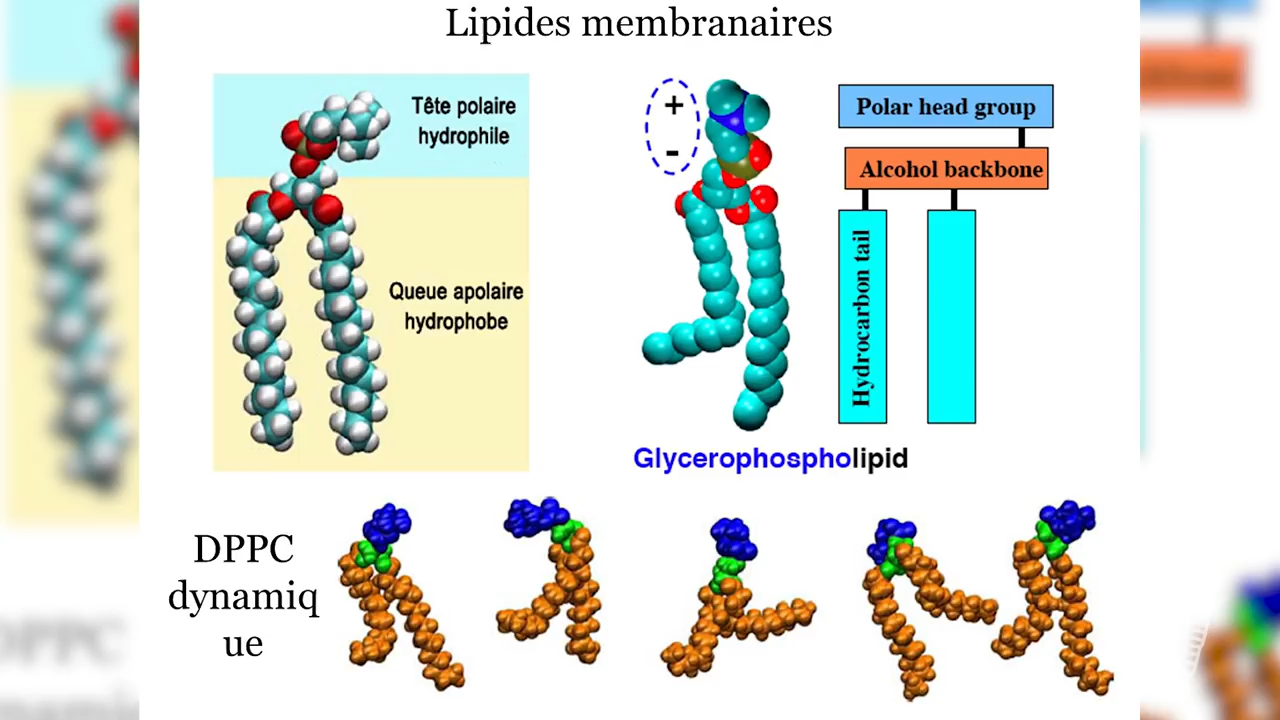 Lipides membranaires
Tête polaire
hydrophile
Queue apolaire
hydrophobe
+
-
Polar head group
Alcohol backbone
Hydrocarbon tail
Glycerophospholipid
DPPC
dynamiq
ue